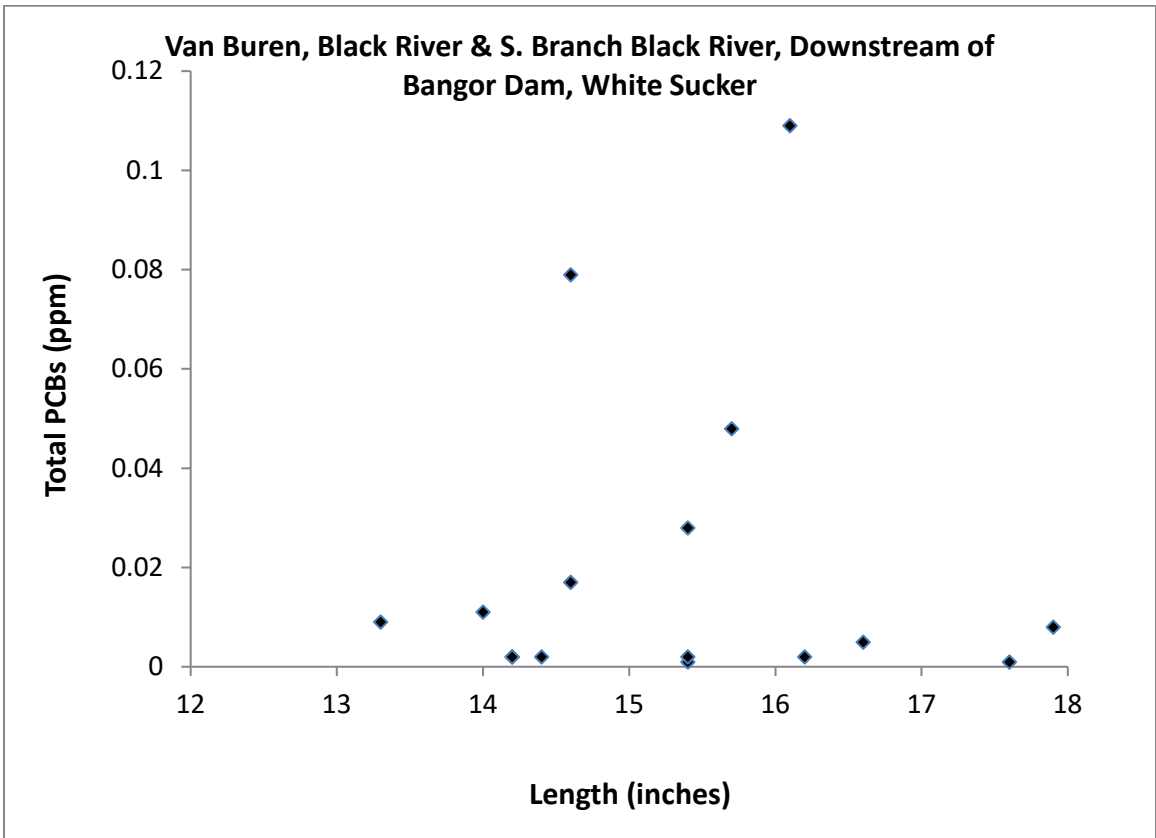 Van Buren, Black River & S. Branch Black River, Downstream of
Bangor Dam, White Sucker
0.12
0.1
0.08
0.06
0.04
0.02
0
Total PCBs (ppm)
12 13 14 15 16 17 18
Length (inches)